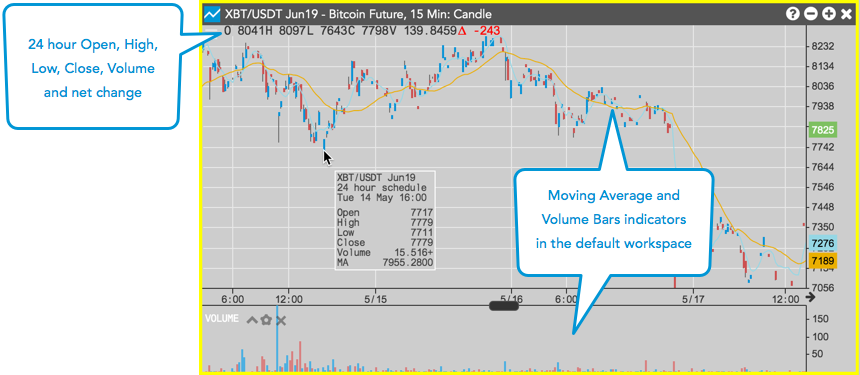 XBT/USDT Jun19 - Bitcoin Future, 15 Min: Candle
O 8041H 8097L 7643C 7798V 139.8459Δ -243
24 hour Open, High,
Low, Close, Volume
and net change
8232
8134
8036
7938
7825
7742
7644
7546
7448
7350
7276
7189
7154
7056
XBT/USDT Jun19
24 hour schedule
Tue 14 May 16:00
Open 7717
High 7779
Low 7711
Close 7779
Volume 15.516+
MA 7955.2800
Moving Average and
Volume Bars indicators
in the default workspace
6:00 12:00 5/15 5/16 6:00 5/17 12:00
VOLUME
150
100
50